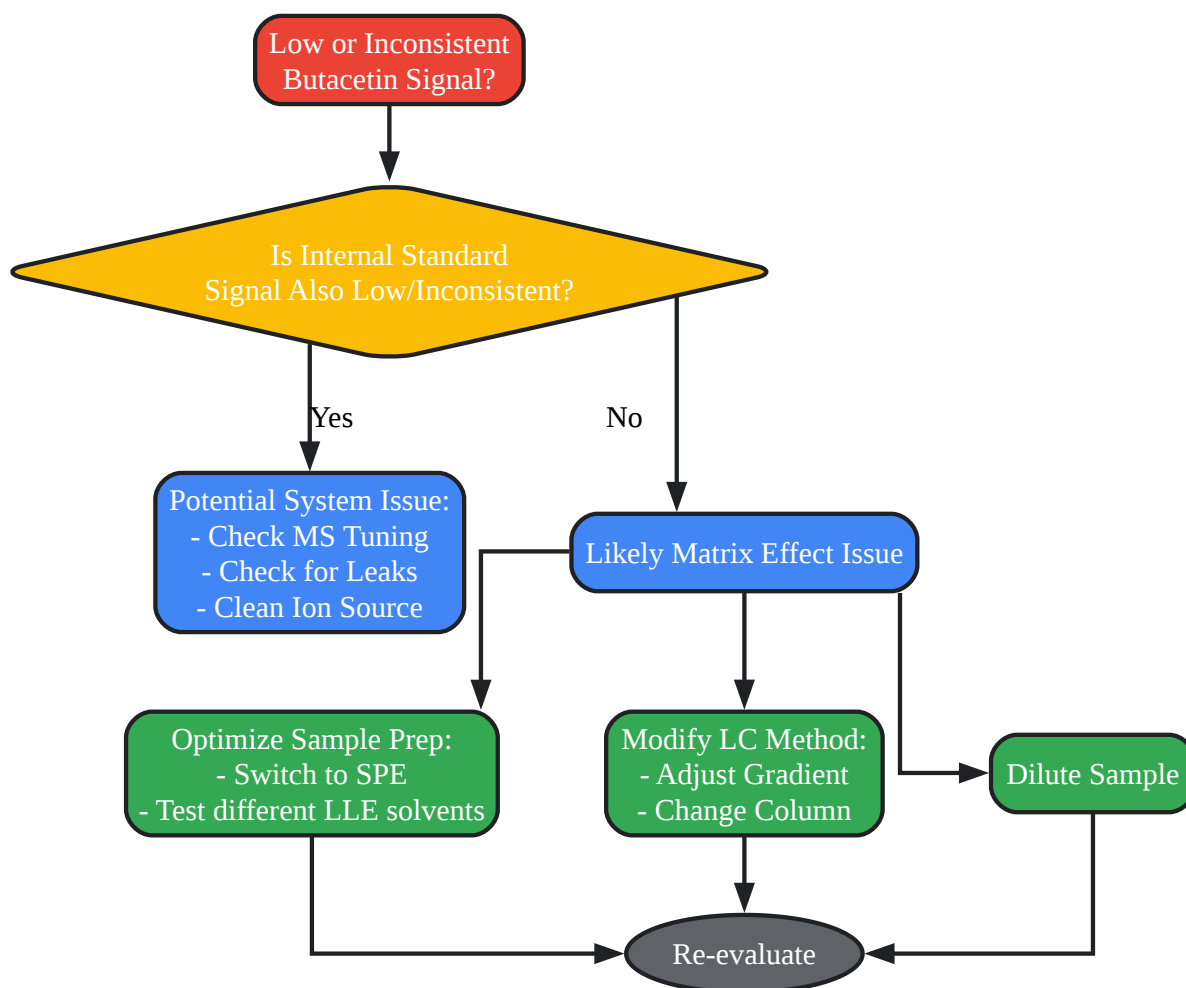 Low or Inconsistent
Butacetin Signal?
Is Internal Standard
Signal Also Low/Inconsistent?
Yes
No
Potential System Issue:
- Check MS Tuning
- Check for Leaks
- Clean Ion Source
Likely Matrix Effect Issue
Optimize Sample Prep:
- Switch to SPE
- Test different LLE solvents
Modify LC Method:
- Adjust Gradient
- Change Column
Dilute Sample
Re-evaluate